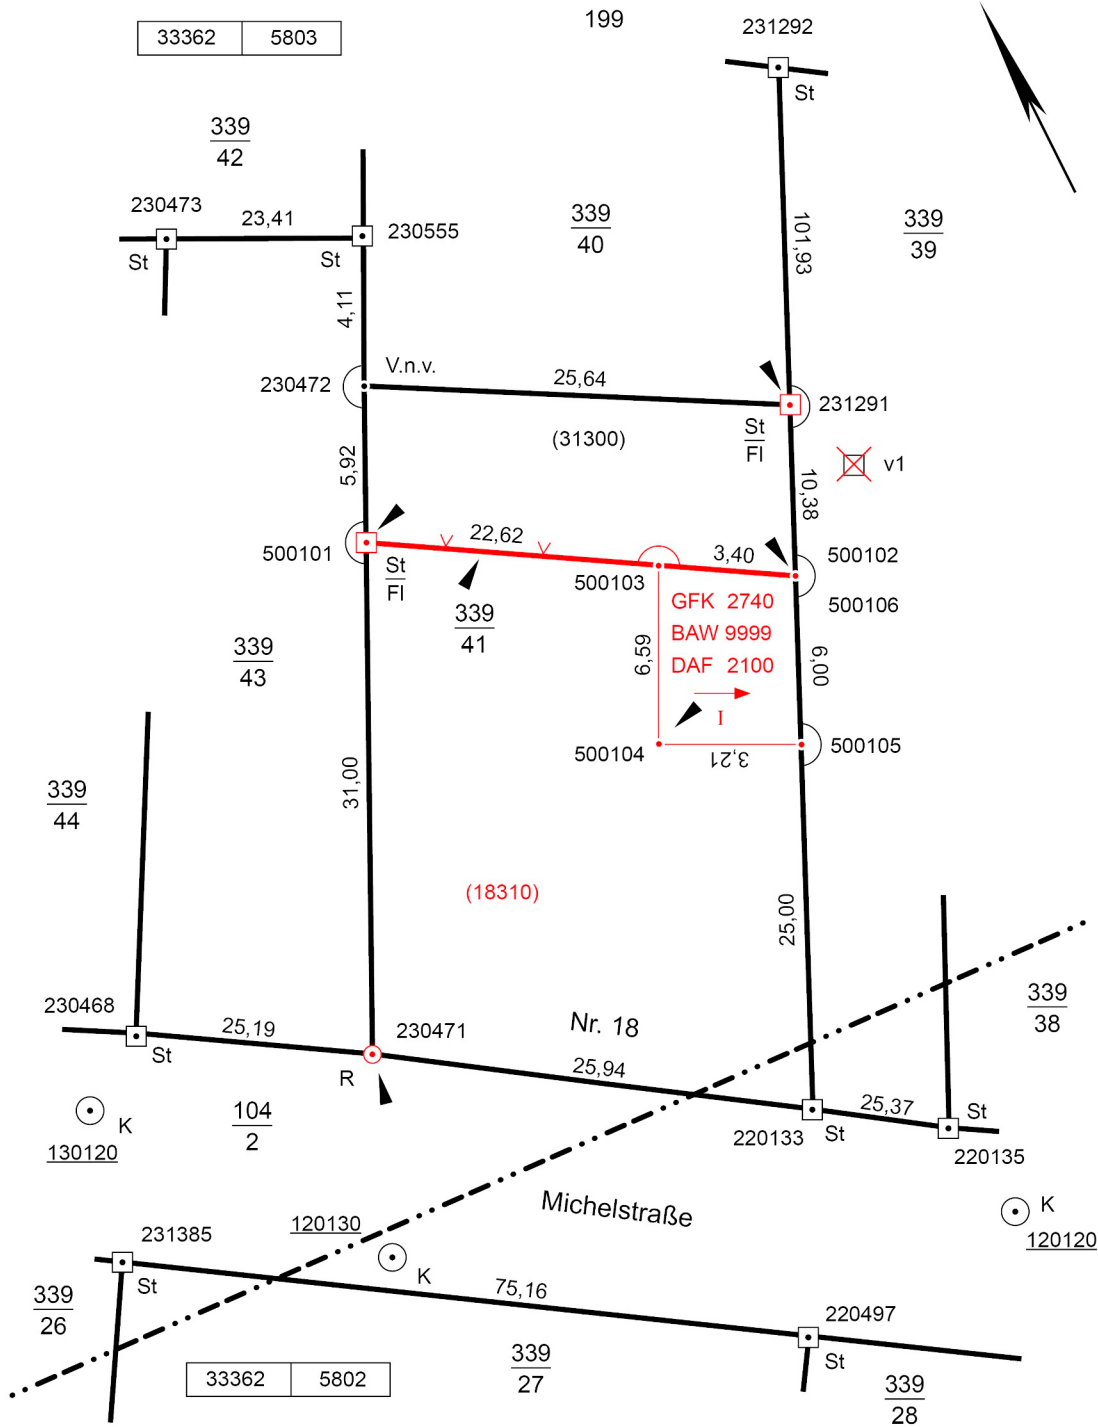 199
231292
33362 5803
St
339
42
230473
23,41
230555
339
40
339
39
101,93
St
St
4,11
V.n.v.
230472
25,64
231291
St
Fl
(31300)
5,92
v1
10,38
500101
22,62
3,40
500102
St
Fl
500103
500106
339
41
GFK 2740
BAW 9999
DAF 2100
339
43
6,59
6,00
I
500104
3,21
500105
31,00
339
44
(18310)
25,00
230468
25,19
230471
Nr. 18
339
38
St
R
25,94
25,37
St
K
104
2
220133
St
130120
220135
Michelstraße
K
120120
231385
120130
St
K
75,16
339
26
220497
St
33362 5802
339
27
339
28